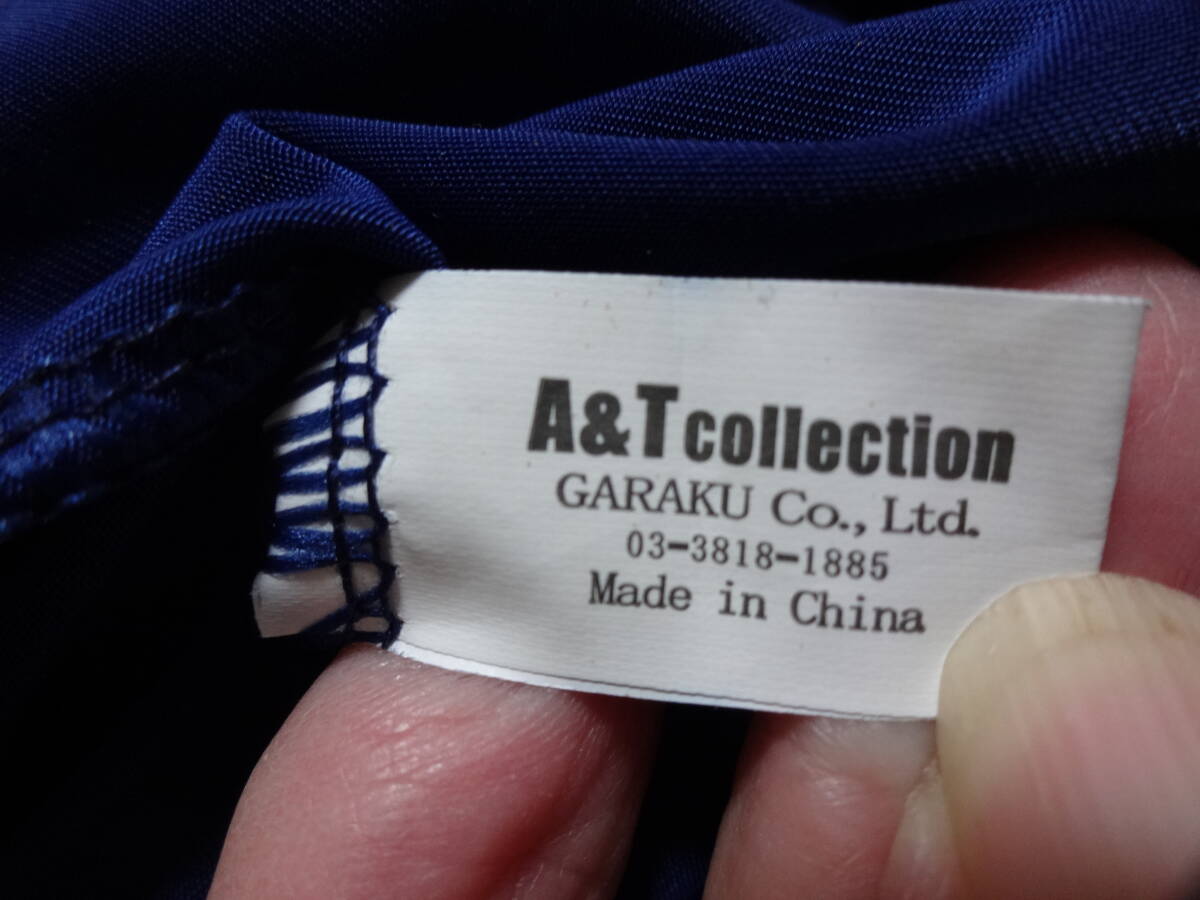 A&T collection
GARAKU Co., Ltd.
03-3818-1885
Made in China